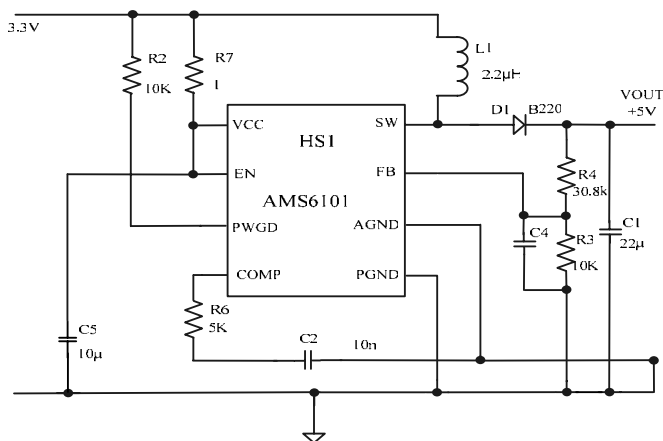 3.3V
R2
10K
R7
1
L1
2.2µH
VCC
SW
HS1
D1
B220
VOUT
+5V
EN
FB
AMS6101
R4
30.8k
PWGD
AGND
C4
R3
10K
C1
22µ
COMP
PGND
R6
5K
C5
10µ
C2
10n